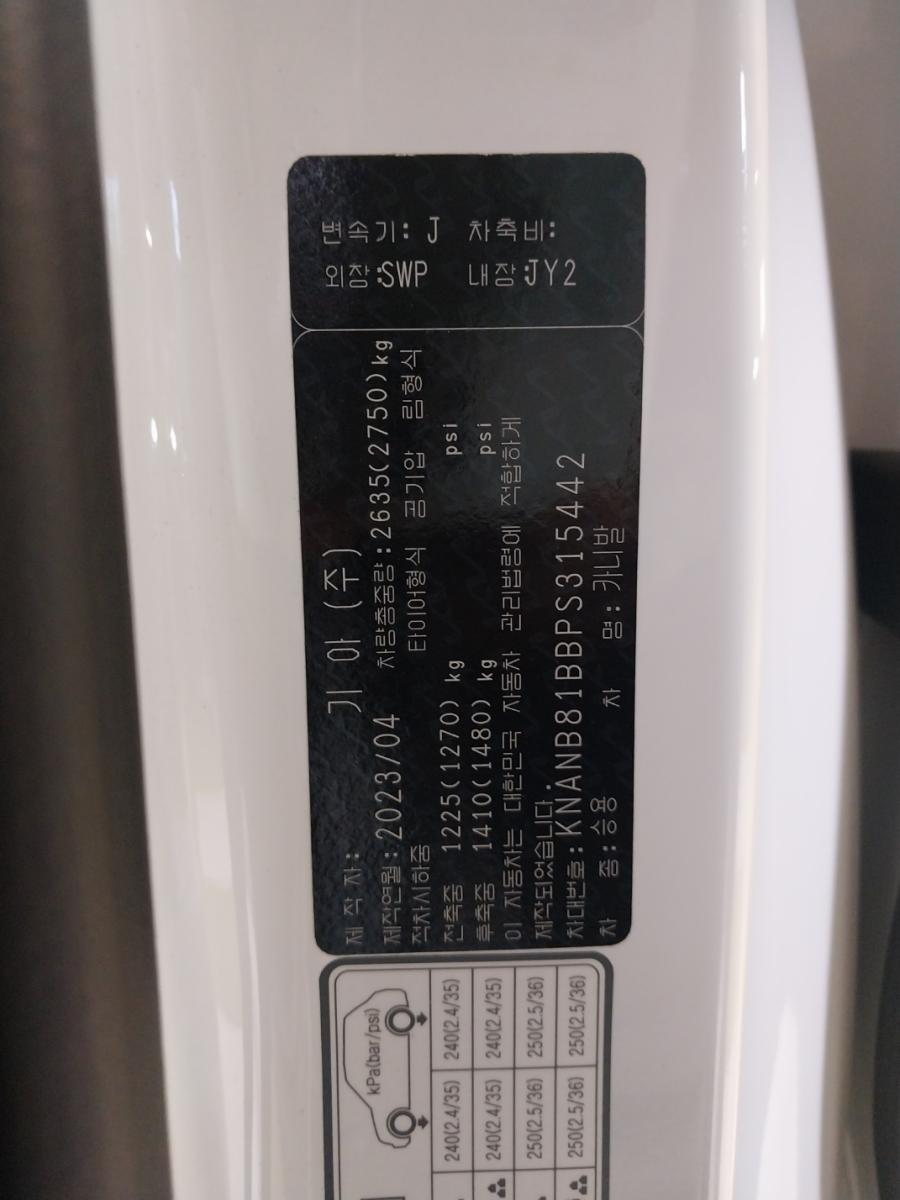 변속기: J 차축비:
외장:SWP 내장:JY2
제 작 자: 기 아 (주)
제작연월:2023/04 차량총중량:2635(2750)kg
적차시하중 타이어형식 공기압 림형식
전축중 1225(1270) kg psi
후축중 1410(1480) kg psi
이 자동차는 대한민국 자동차 관리법령에 적합하게
제작되었습니다.
차대번호:KNANB81BBPS315442
차 종:승용 차 명:카니발
kPa(bar/psi)
240(2.4/35) 240(2.4/35)
240(2.4/35) 240(2.4/35)
250(2.5/36) 250(2.5/36)
250(2.5/36) 250(2.5/36)